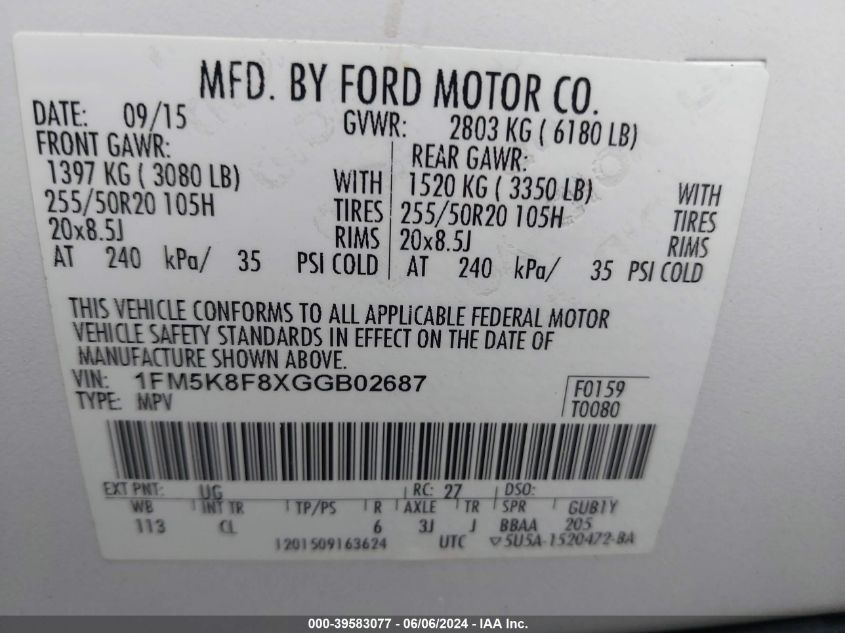 MFD. BY FORD MOTOR CO.
DATE: 09/15 GVWR: 2803 KG ( 6180 LB)
FRONT GAWR: REAR GAWR:
1397 KG ( 3080 LB) WITH 1520 KG ( 3350 LB) WITH
255/50R20 105H TIRES 255/50R20 105H TIRES
20x8.5J RIMS 20x8.5J RIMS
AT 240 kPa/ 35 PSI COLD AT 240 kPa/ 35 PSI COLD
THIS VEHICLE CONFORMS TO ALL APPLICABLE FEDERAL MOTOR
VEHICLE SAFETY STANDARDS IN EFFECT ON THE DATE OF
MANUFACTURE SHOWN ABOVE.
VIN: 1FM5K8F8XGGB02687 F0159
TYPE: MPV T0080
EXT PNT: UG RC: 27 DSO:
WB INT TR TP/PS R AXLE TR SPR GUB1Y
113 CL 6 3J J BBAA 205
1201509163624 UTC ▽5U5A-1520472-BA
000-39583077 - 06/06/2024 - IAA Inc.